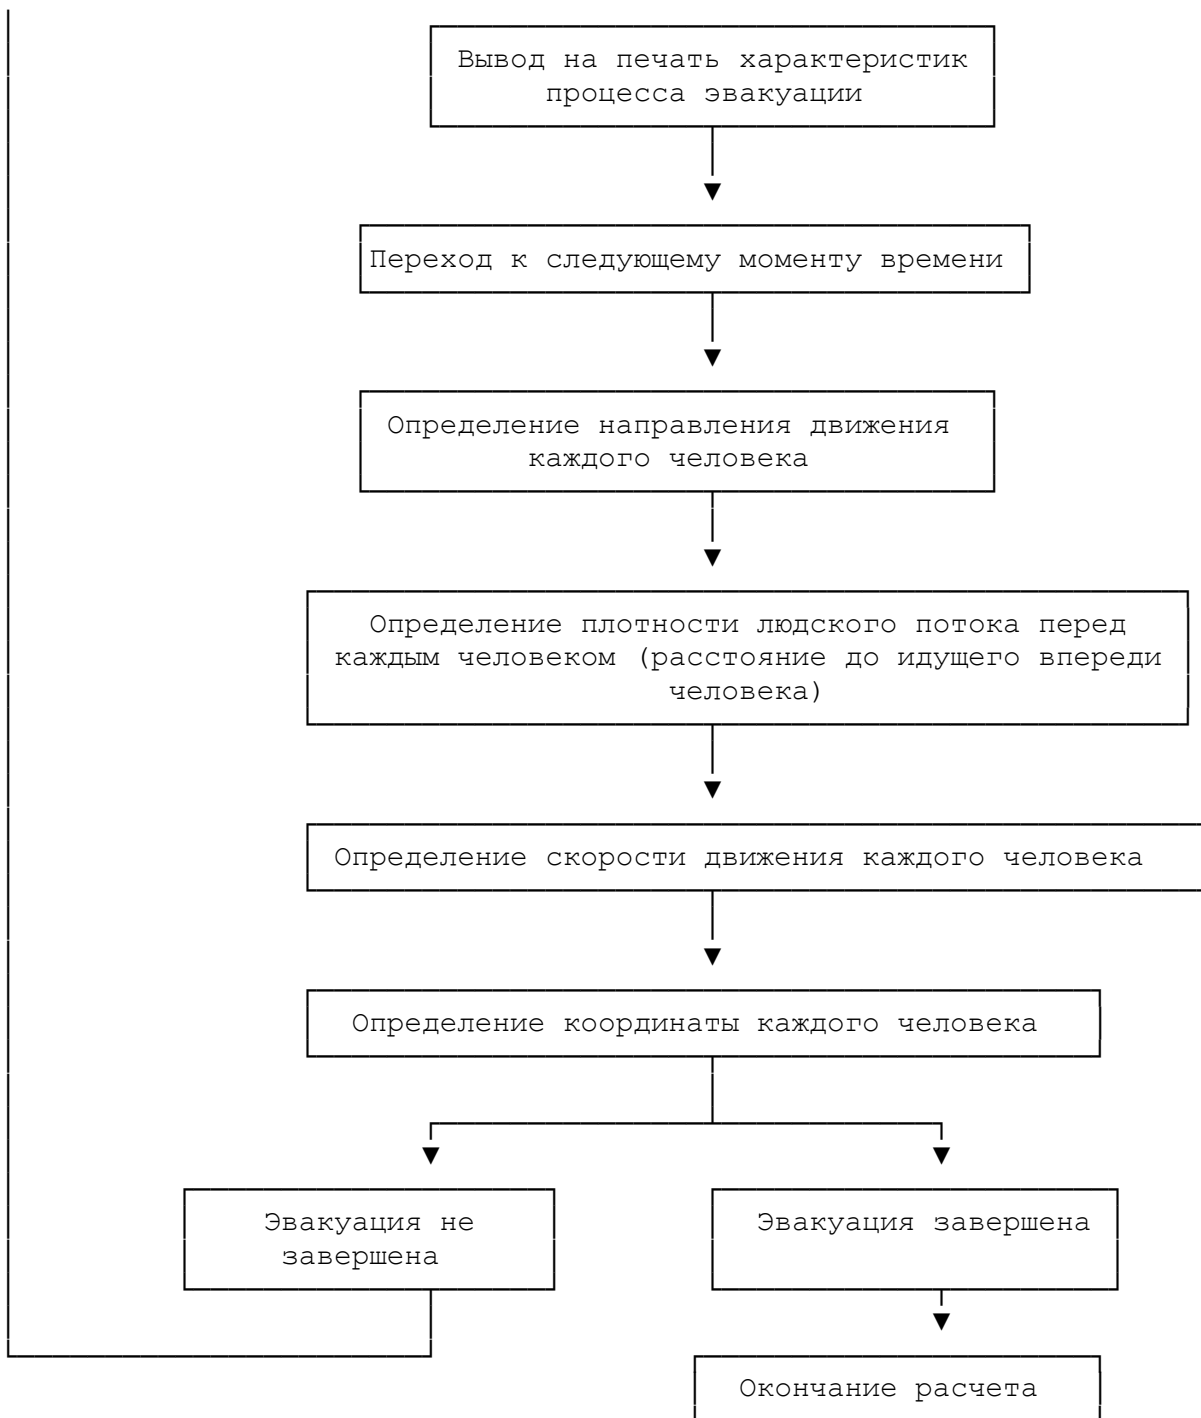 Вывод на печать характеристик
процесса эвакуации
Переход к следующему моменту времени
Определение направления движения
каждого человека
Определение плотности людского потока перед
каждым человеком (расстояние до идущего впереди
человека)
Определение скорости движения каждого человека
Определение координаты каждого человека
Эвакуация не
завершена
Эвакуация завершена
Окончание расчета